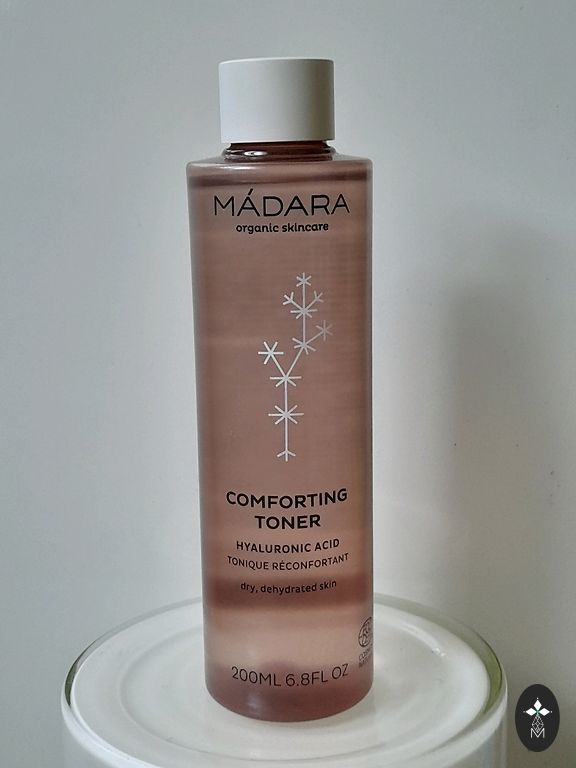 MÁDARA
organic skincare
COMFORTING
TONER
HYALURONIC ACID
TONIQUE RÉCONFORTANT
dry, dehydrated skin
200ML 6.8FL OZ
M